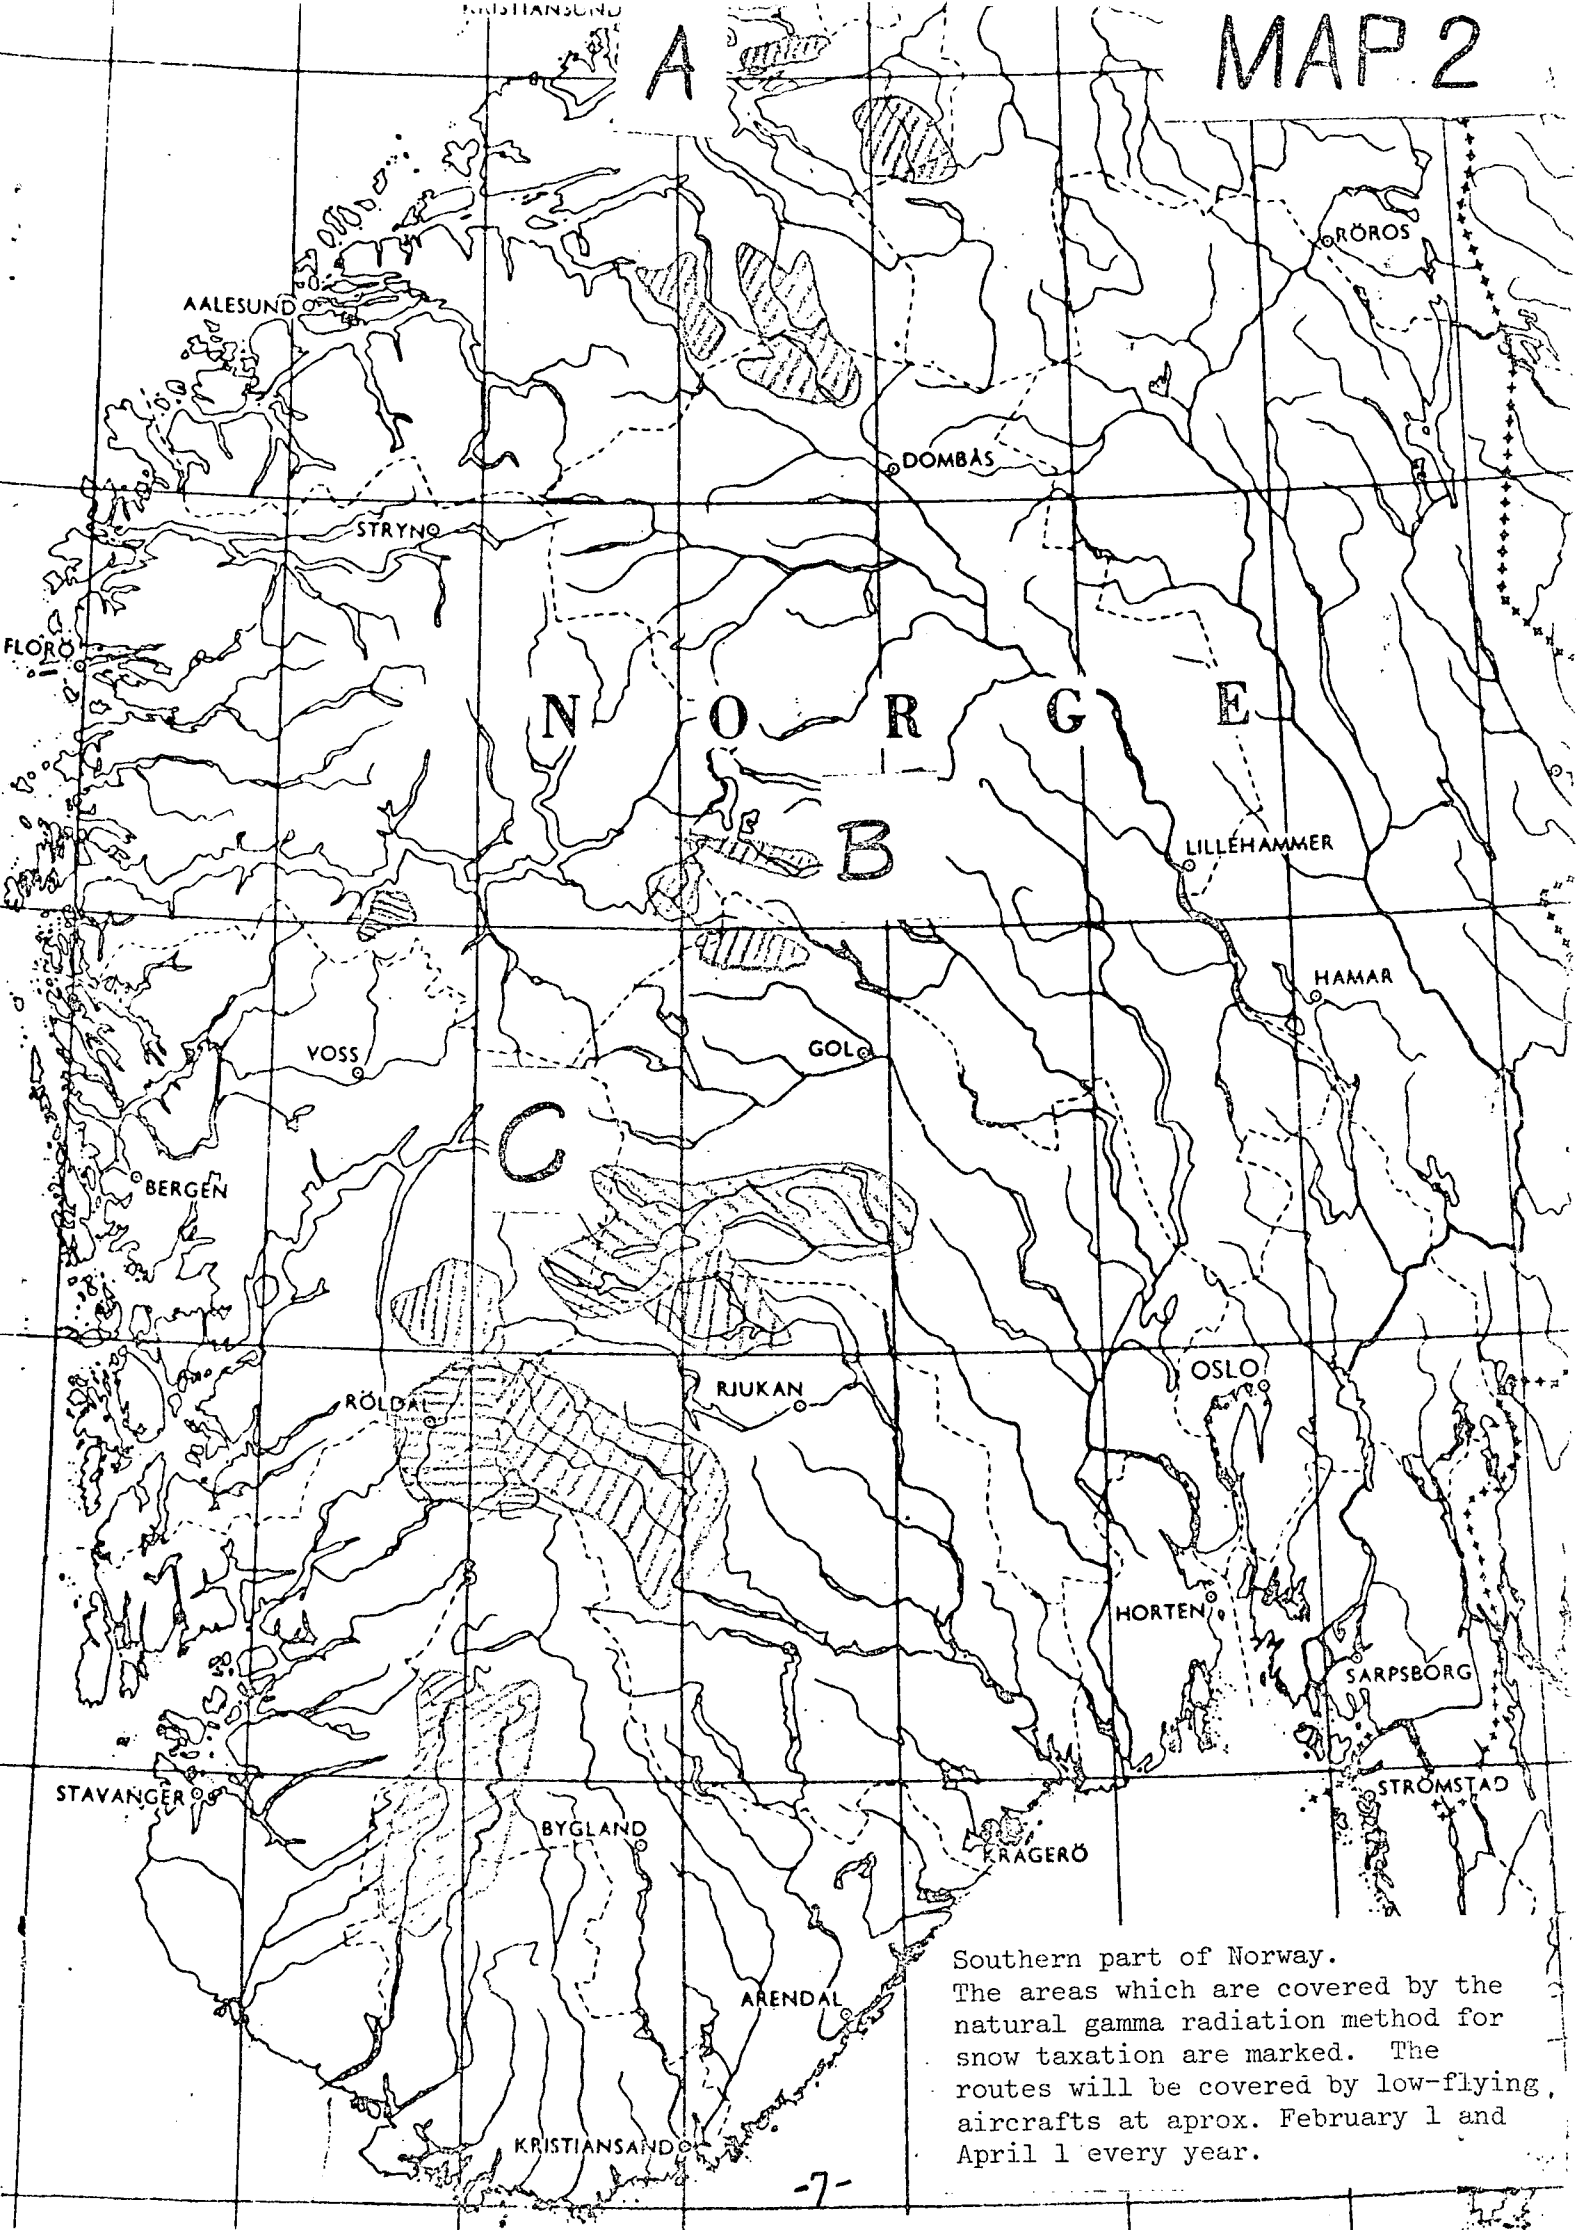 KRISTIANSUND
A
MAP 2
RÖROS
AALESUND
DOMBÅS
STRYN
FLORÖ
N O R G E
B
LILLEHAMMER
HAMAR
VOSS
GOL
C
BERGEN
OSLO
RJUKAN
RÖLDAL
HORTEN
SARPSBORG
STAVANGER
STRÖMSTAD
BYGLAND
KRAGERÖ
ARENDAL
KRISTIANSAND
Southern part of Norway.
The areas which are covered by the
natural gamma radiation method for
snow taxation are marked. The
routes will be covered by low-flying
aircrafts at aprox. February 1 and
April 1 every year.
-7-